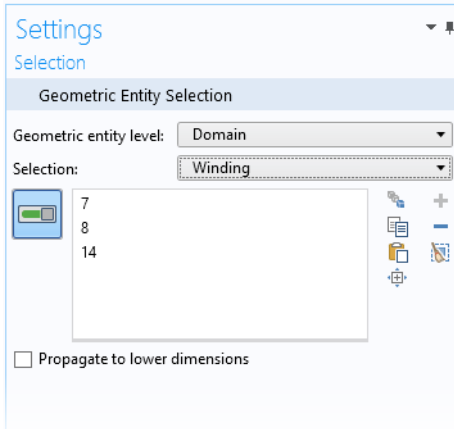 Settings
Selection
Geometric Entity Selection
Geometric entity level: Domain
Selection: Winding
7
8
14
Propagate to lower dimensions